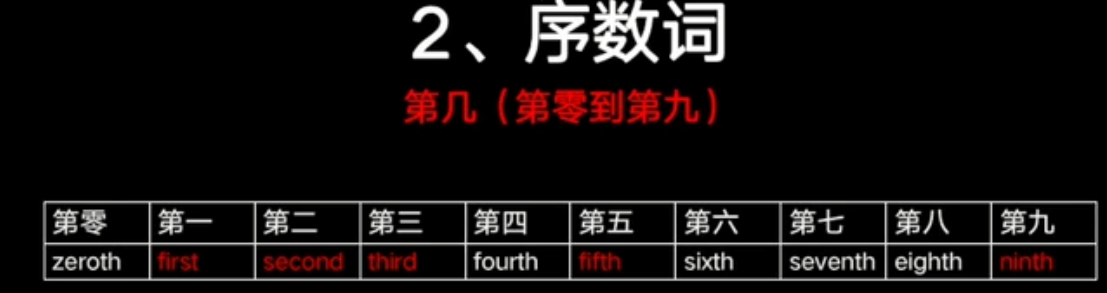 2、序数词
第几（第零到第九）
第零 第一 第二 第三 第四 第五 第六 第七 第八 第九
zeroth first second third fourth fifth sixth seventh eighth ninth